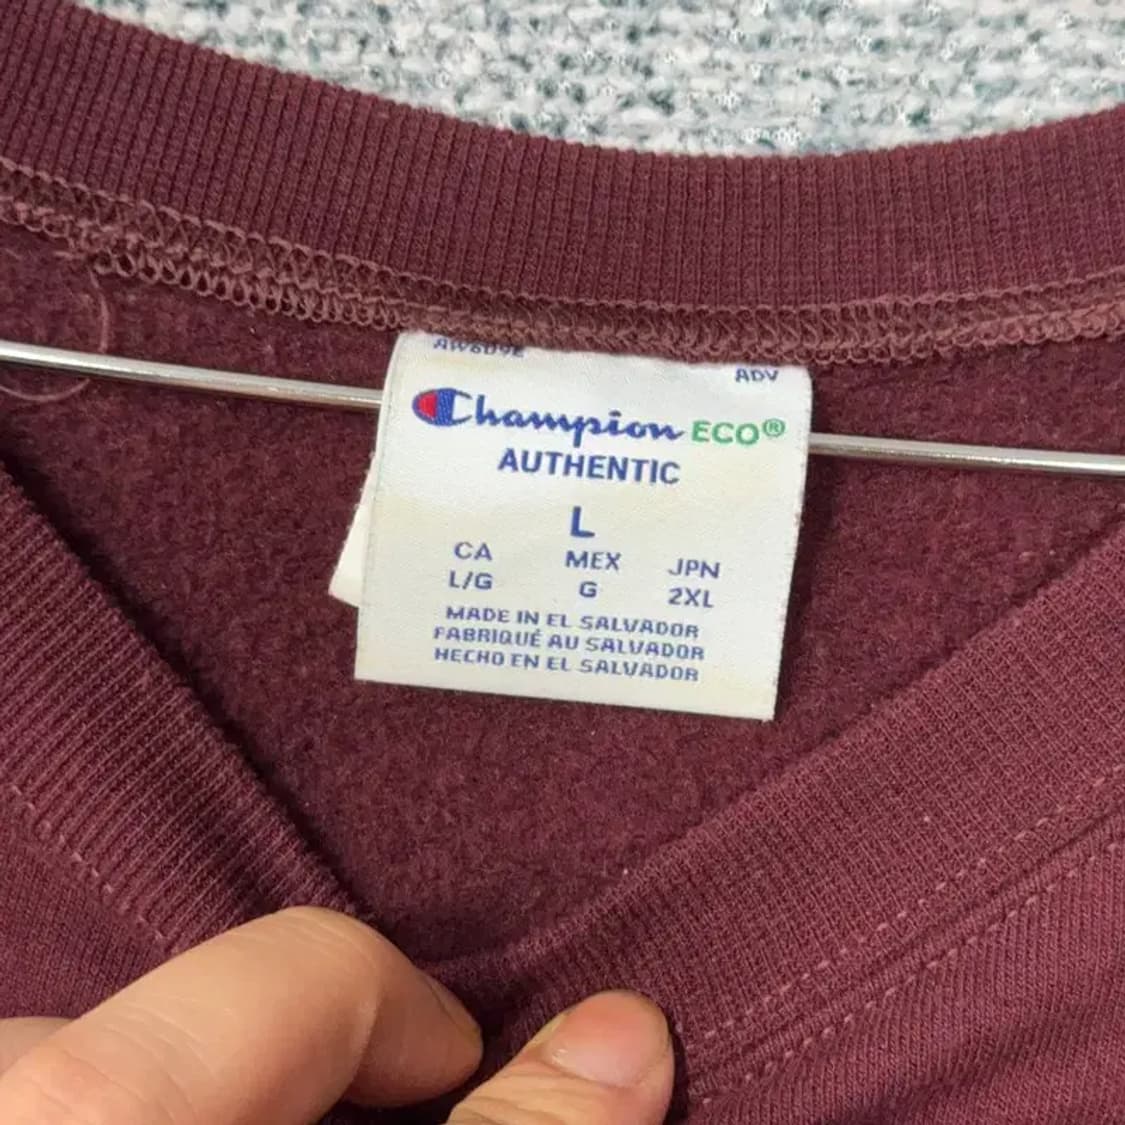 AW609E
ADV
Champion ECO®
AUTHENTIC
L
CA MEX JPN
L/G G 2XL
MADE IN EL SALVADOR
FABRIQUÉ AU SALVADOR
HECHO EN EL SALVADOR